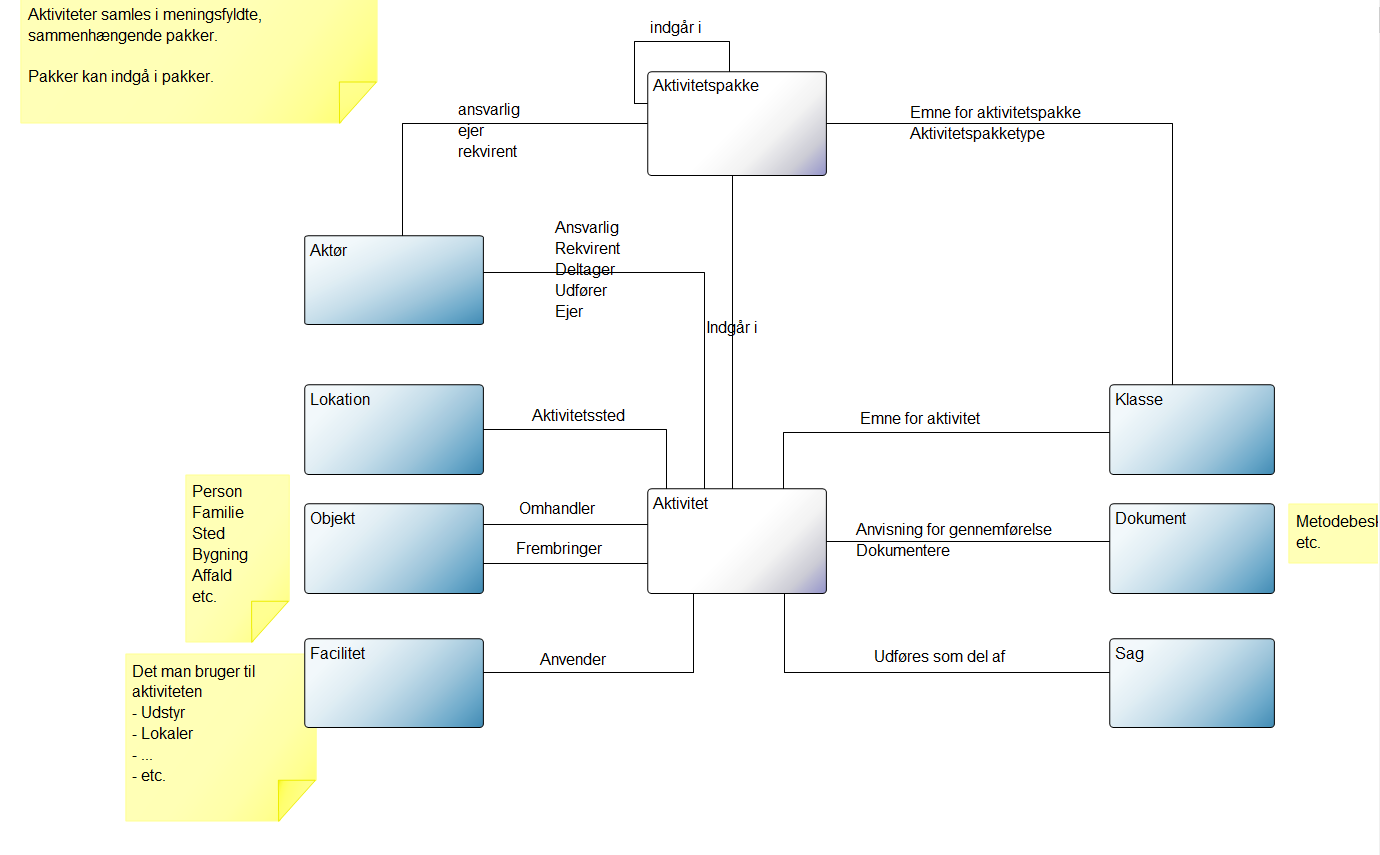 Aktiviteter samles i meningsfyldte,
sammenhængende pakker.
Pakker kan indgå i pakker.
indgår i
Aktivitetspakke
ansvarlig
ejer
rekvirent
Emne for aktivitetspakke
Aktivitetspakketype
Aktør
Ansvarlig
Rekvirent
Deltager
Udfører
Ejer
Indgår i
Lokation
Aktivitetssted
Emne for aktivitet
Klasse
Person
Familie
Sted
Bygning
Affald
etc.
Objekt
Omhandler
Frembringer
Aktivitet
Anvisning for gennemførelse
Dokumentere
Dokument
Metodebesk
etc.
Det man bruger til
aktiviteten
- Udstyr
- Lokaler
- ...
- etc.
Facilitet
Anvender
Udføres som del af
Sag